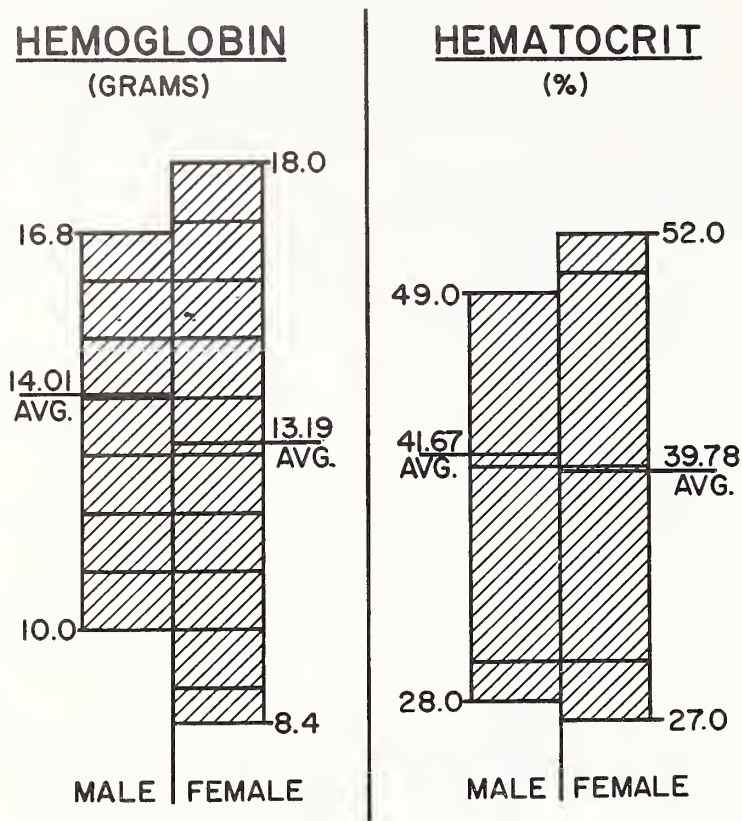 HEMOGLOBIN
(GRAMS)
18.0
16.8
14.01
AVG.
13.19
AVG.
10.0
8.4
MALE FEMALE
HEMATOCRIT
(%)
52.0
49.0
41.67
AVG.
39.78
AVG.
28.0
27.0
MALE FEMALE